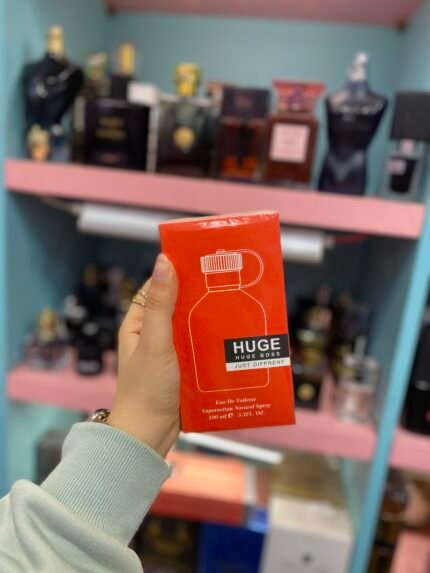 HUGE
HUGE BOSS
JUST DIFFRENT
Eau De Toilette
Vaporisation Natural Spray
100 ml e 3.3FL. OZ.